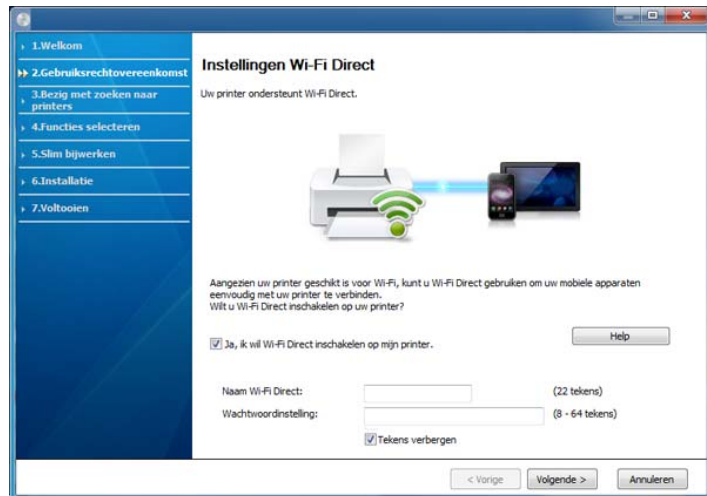 1.Welkom
2.Gebruiksrechtovereenkomst
3.Bezig met zoeken naar
printers
4.Functies selecteren
5.Slim bijwerken
6.Installatie
7.Voltooien
Instellingen Wi-Fi Direct
Uw printer ondersteunt Wi-Fi Direct.
Aangezien uw printer geschikt is voor Wi-Fi, kunt u Wi-Fi Direct gebruiken om uw mobiele apparaten
eenvoudig met uw printer te verbinden.
Wilt u Wi-Fi Direct inschakelen op uw printer?
Help
Ja, ik wil Wi-Fi Direct inschakelen op mijn printer.
Naam Wi-Fi Direct: (22 tekens)
Wachtwoordinstelling: (8 - 64 tekens)
Tekens verbergen
< Vorige Volgende > Annuleren